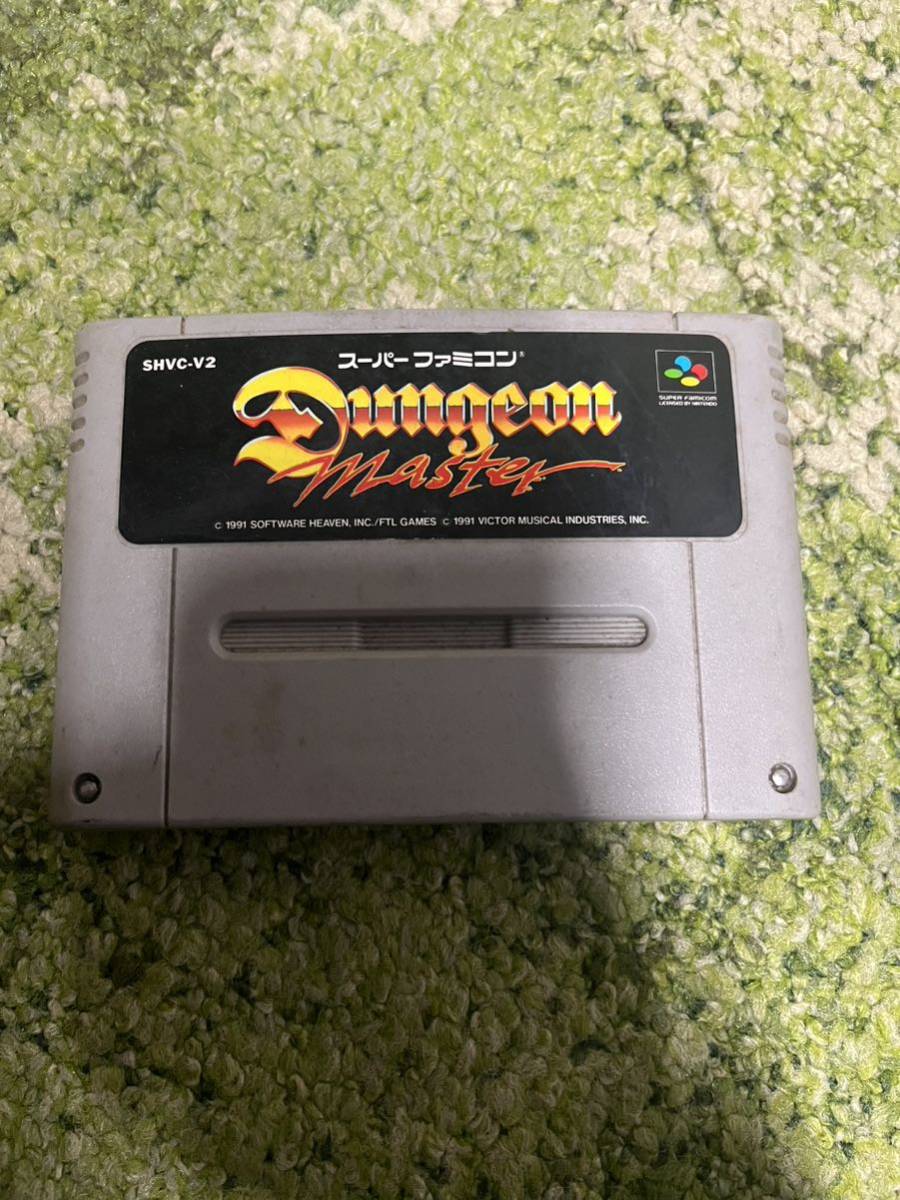 SHVC-V2
スーパーファミコン®
Dungeon
Master
SUPER FAMICOM
LICENSED BY NINTENDO
© 1991 SOFTWARE HEAVEN, INC./FTL GAMES © 1991 VICTOR MUSICAL INDUSTRIES, INC.